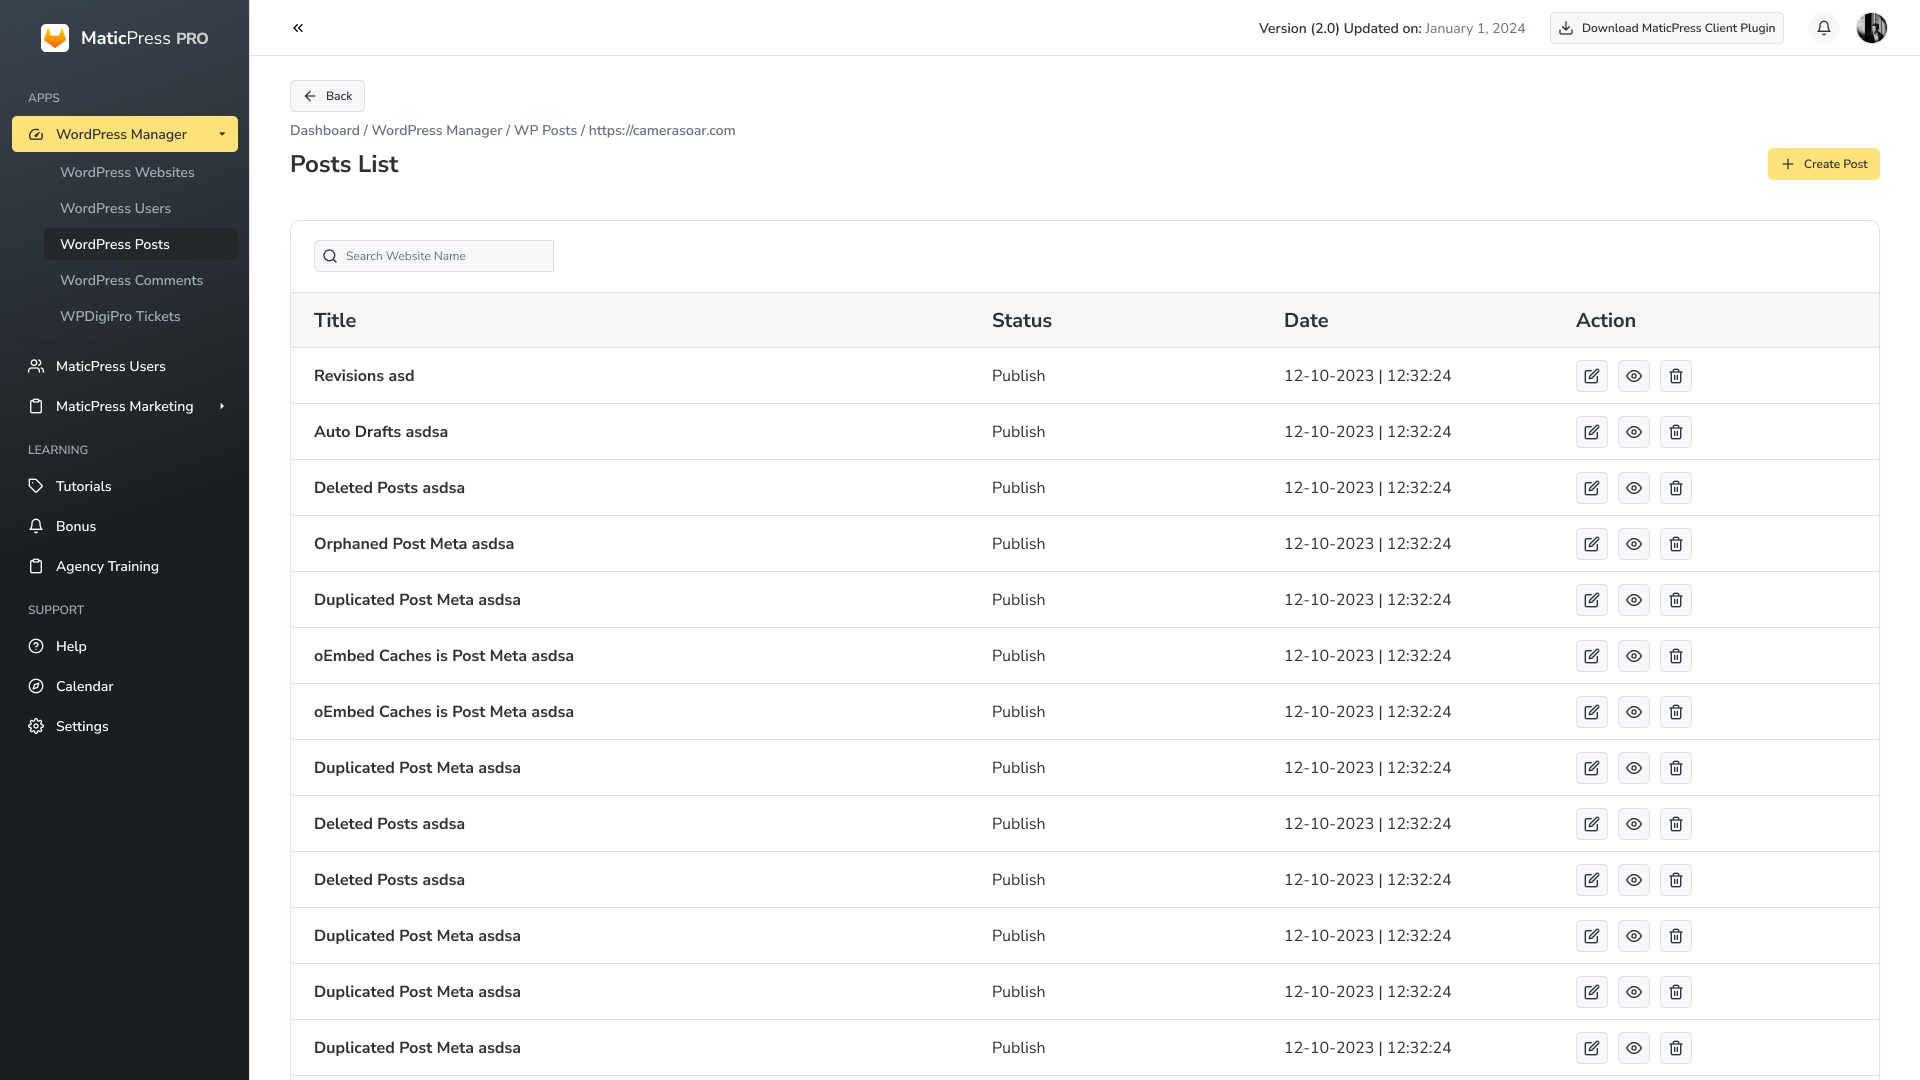 MaticPress PRO
APPS
WordPress Manager
WordPress Websites
WordPress Users
WordPress Posts
WordPress Comments
WPDigiPro Tickets
MaticPress Users
MaticPress Marketing
LEARNING
Tutorials
Bonus
Agency Training
SUPPORT
Help
Calendar
Settings
Version (2.0) Updated on: January 1, 2024
Download MaticPress Client Plugin
Back
Dashboard / WordPress Manager / WP Posts / https://camerasoar.com
Posts List
Create Post
Search Website Name
Title Status Date Action
Revisions asd Publish 12-10-2023 | 12:32:24
Auto Drafts asdsa Publish 12-10-2023 | 12:32:24
Deleted Posts asdsa Publish 12-10-2023 | 12:32:24
Orphaned Post Meta asdsa Publish 12-10-2023 | 12:32:24
Duplicated Post Meta asdsa Publish 12-10-2023 | 12:32:24
oEmbed Caches is Post Meta asdsa Publish 12-10-2023 | 12:32:24
oEmbed Caches is Post Meta asdsa Publish 12-10-2023 | 12:32:24
Duplicated Post Meta asdsa Publish 12-10-2023 | 12:32:24
Deleted Posts asdsa Publish 12-10-2023 | 12:32:24
Deleted Posts asdsa Publish 12-10-2023 | 12:32:24
Duplicated Post Meta asdsa Publish 12-10-2023 | 12:32:24
Duplicated Post Meta asdsa Publish 12-10-2023 | 12:32:24
Duplicated Post Meta asdsa Publish 12-10-2023 | 12:32:24